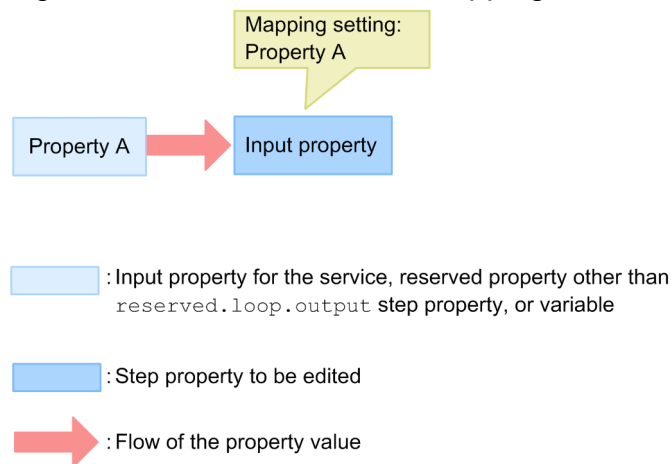 Mapping setting:
Property A
Property A
Input property
: Input property for the service, reserved property other than
reserved.loop.output step property, or variable
: Step property to be edited
: Flow of the property value